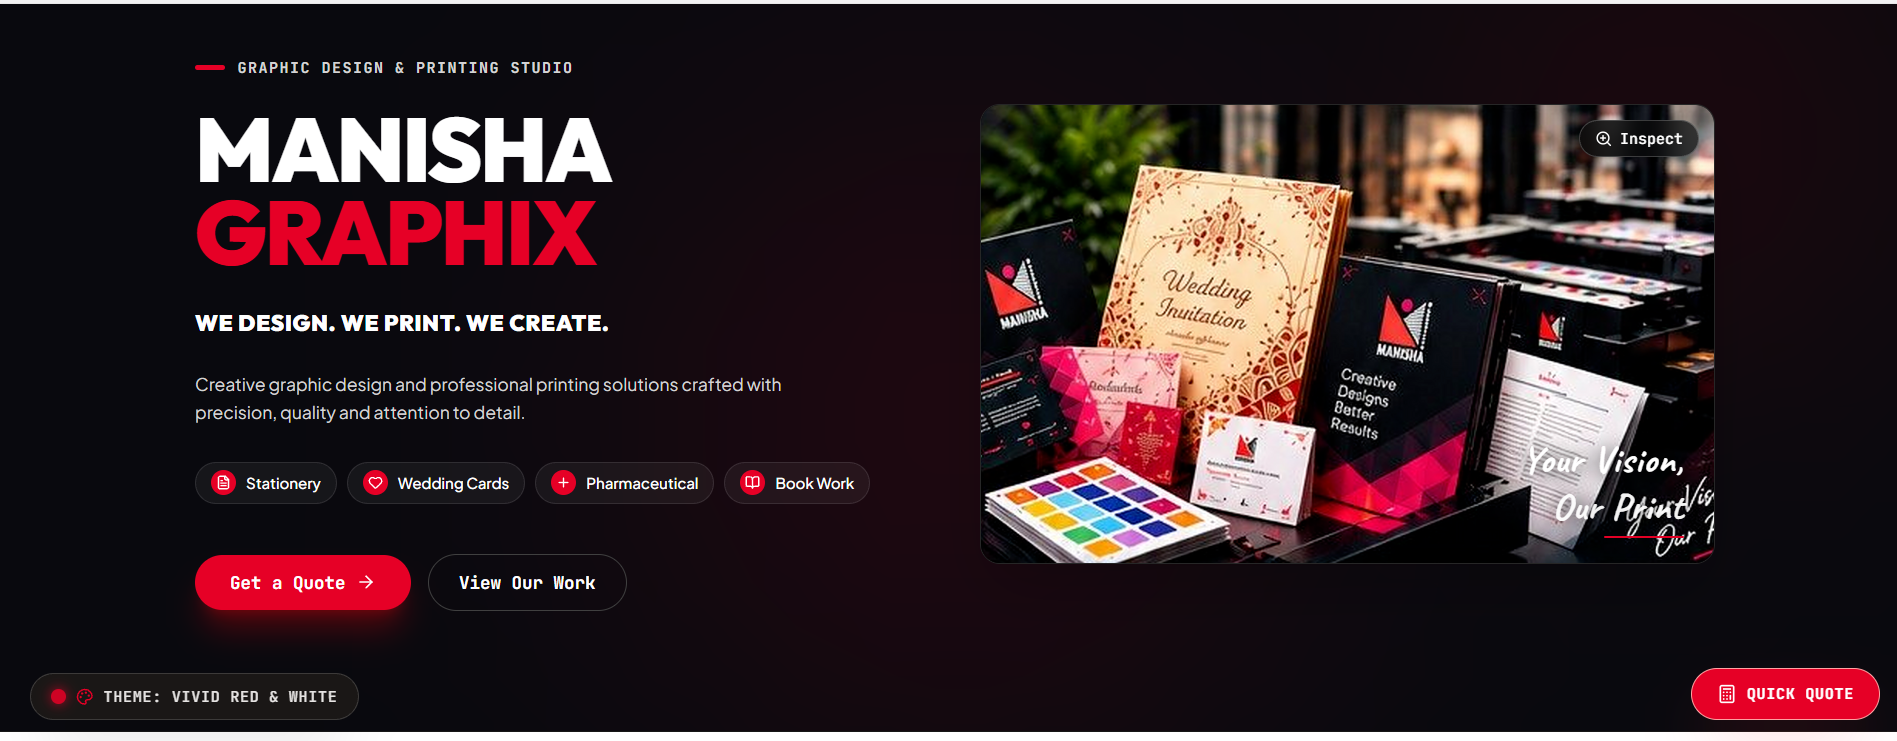 GRAPHIC DESIGN & PRINTING STUDIO
MANISHA
GRAPHIX
WE DESIGN. WE PRINT. WE CREATE.
Creative graphic design and professional printing solutions crafted with
precision, quality and attention to detail.
Stationery
Wedding Cards
Pharmaceutical
Book Work
Get a Quote
View Our Work
THEME: VIVID RED & WHITE
Inspect
Wedding
Invitation
MANISHA
MANISHA
Creative
Designs
Better
Results
Your Vision,
Our Print
QUICK QUOTE